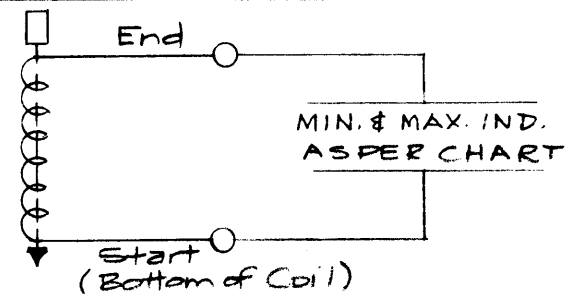 End
MIN. & MAX. IND.
AS PER CHART
Start
(Bottom of Coil)